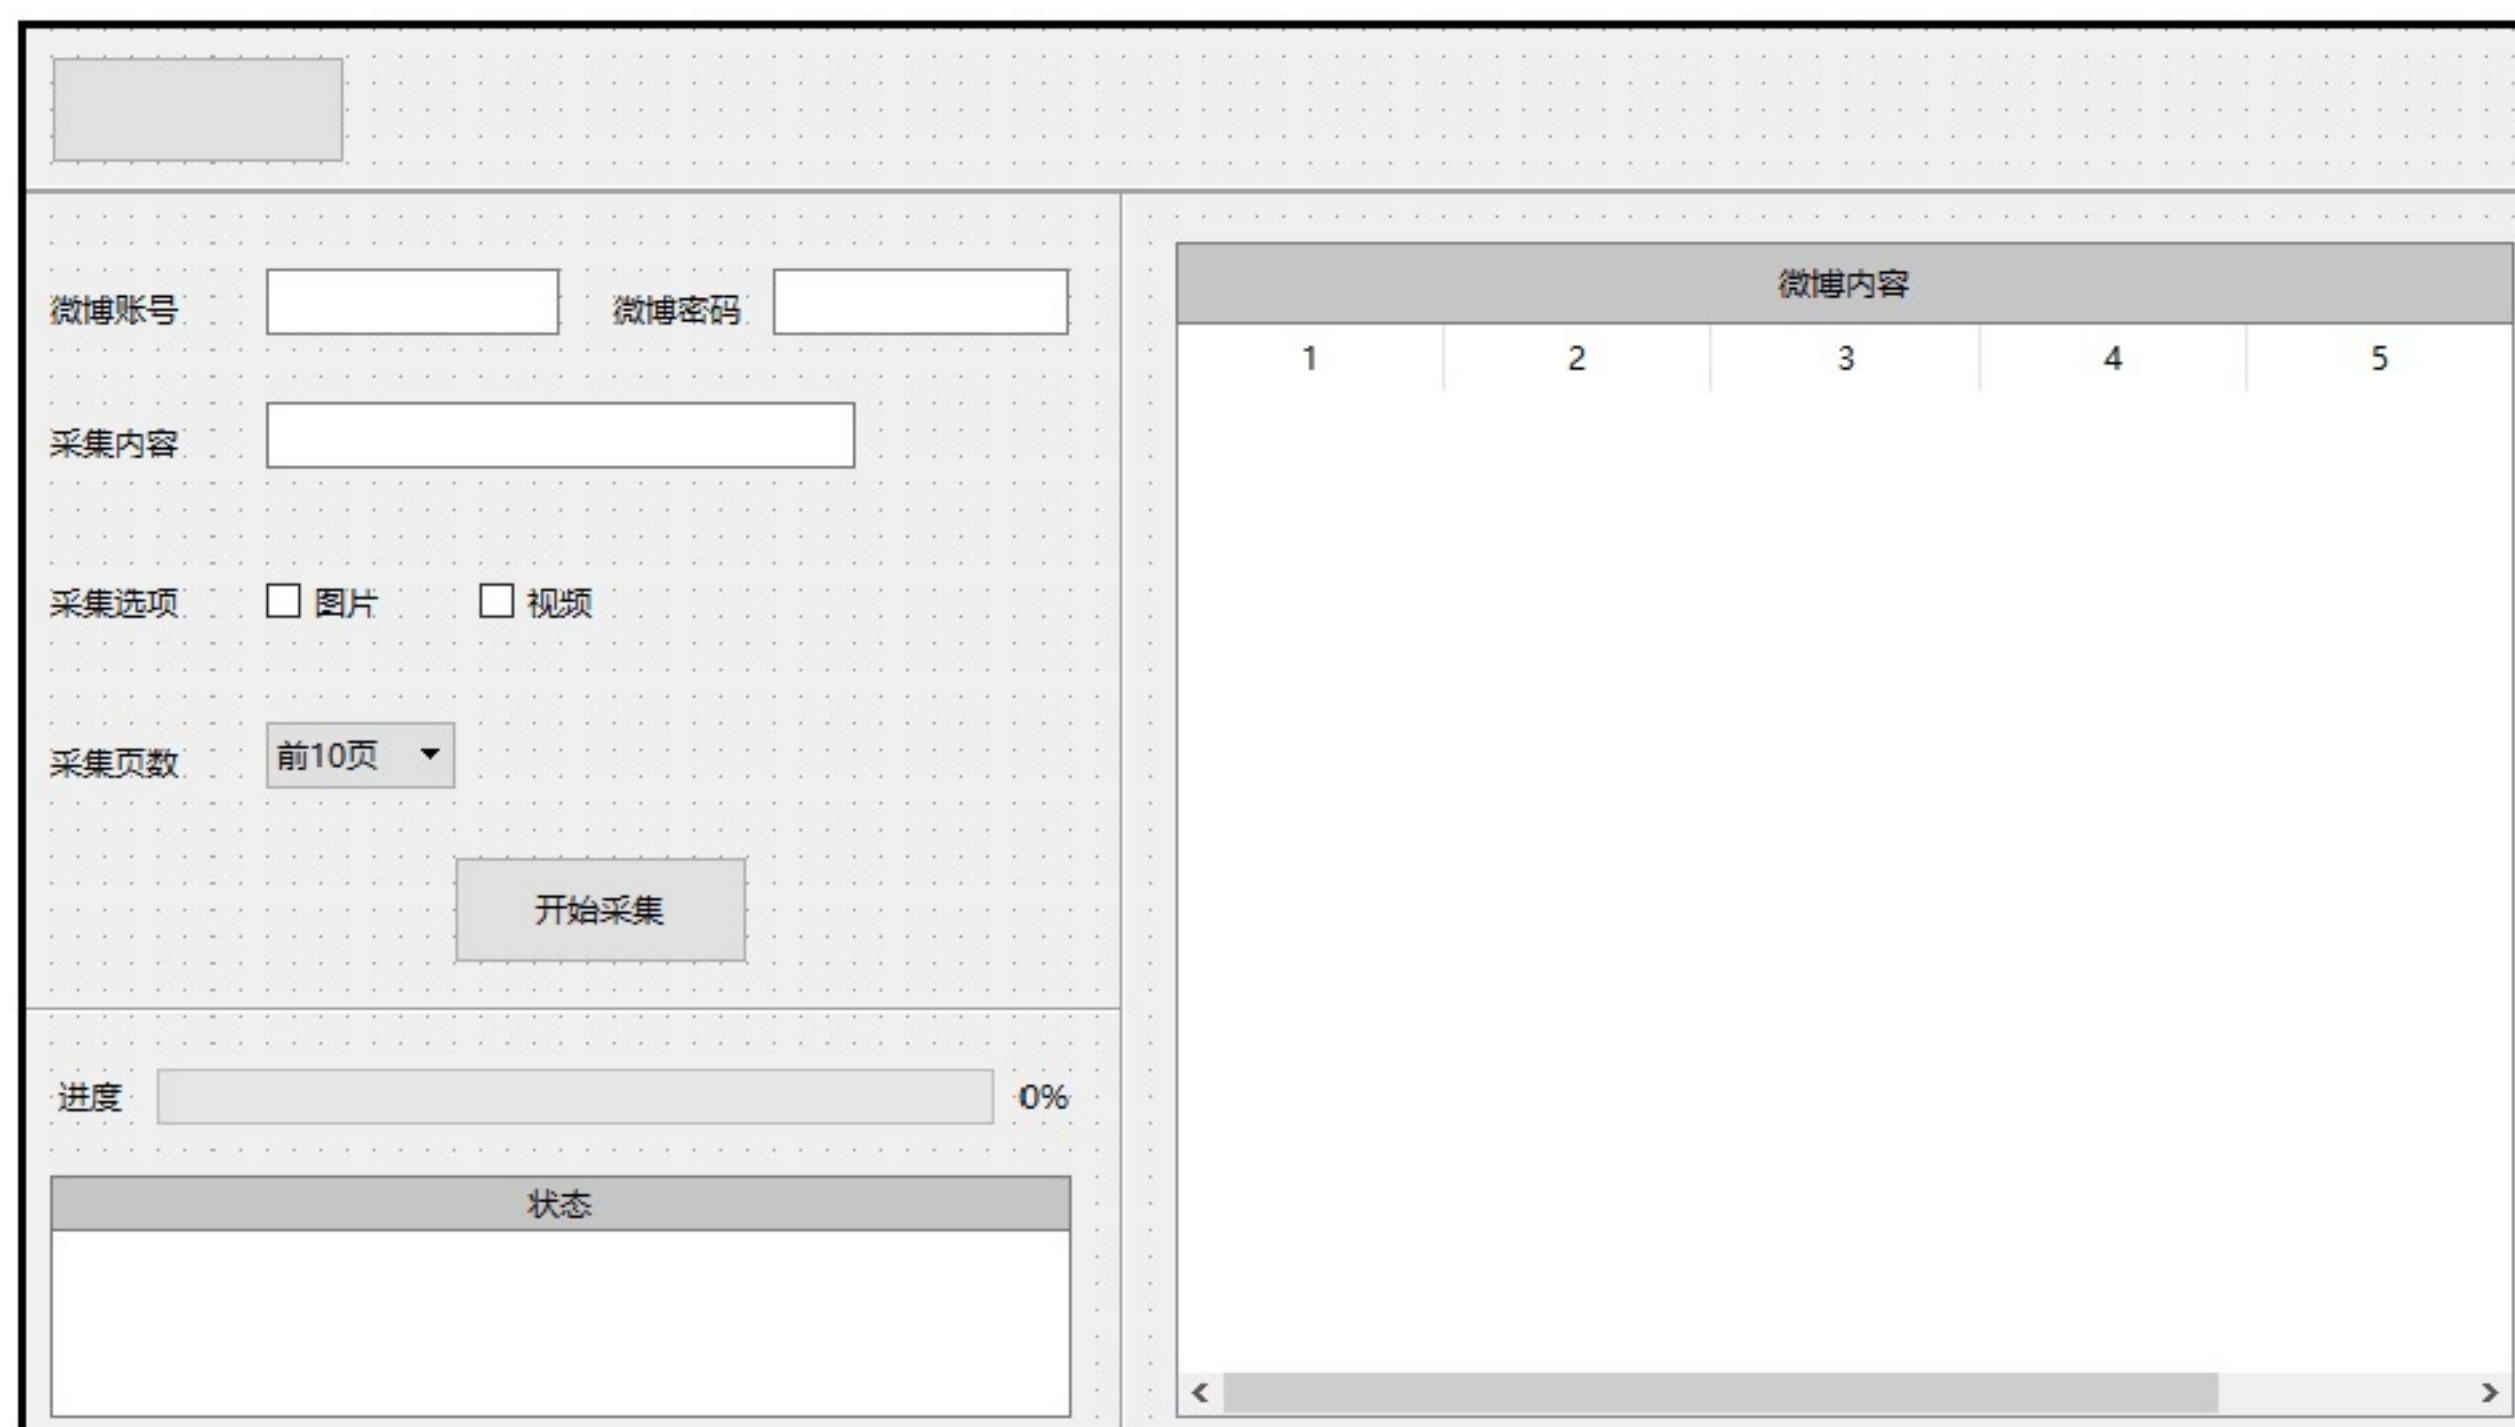 微博账号 微博密码
采集内容
采集选项 图片 视频
采集页数 前10页
开始采集
进度 0%
状态
微博内容
1 2 3 4 5